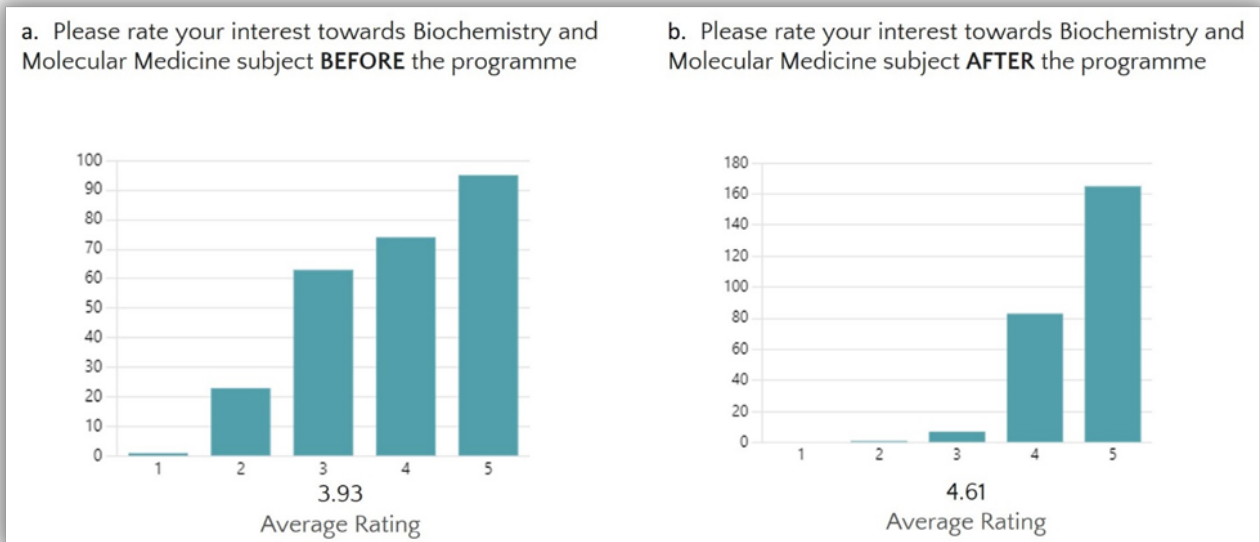 a. Please rate your interest towards Biochemistry and
Molecular Medicine subject BEFORE the programme
100
90
80
70
60
50
40
30
20
10
0
1 2 3 4 5
3.93
Average Rating
b. Please rate your interest towards Biochemistry and
Molecular Medicine subject AFTER the programme
180
160
140
120
100
80
60
40
20
0
1 2 3 4 5
4.61
Average Rating